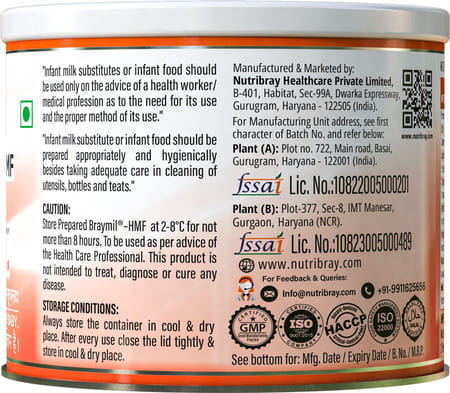 "Infant milk substitutes or infant food should
be used only on the advice of a health worker/
medical profession as to the need for its use
and the proper method of its use."
"Infant milk substitute or infant food should be
prepared appropriately and hygienically
besides taking adequate care in cleaning of
utensils, bottles and teats."
CAUTION:
Store Prepared Braymil®-HMF at 2-8°C for not
more than 8 hours. To be used as per advice of
the Health Care Professional. This product is
not intended to treat, diagnose or cure any
disease.
STORAGE CONDITIONS:
Always store the container in cool & dry
place. After every use close the lid tightly &
store in cool & dry place.
Manufactured & Marketed by:
Nutribray Healthcare Private Limited,
B-401, Habitat, Sec-99A, Dwarka Expressway,
Gurugram, Haryana - 122505 (India).
www.nutribray.com
For Manufacturing Unit address, see first
character of Batch No. and refer below:
Plant (A): Plot no. 722, Main road, Basai,
Gurugram, Haryana - 122001 (India).
fssai Lic. No.:10822005000201
Plant (B): Plot-377, Sec-8, IMT Manesar,
Gurgaon, Haryana (NCR).
fssai Lic. No.:10823005000489
www.nutribray.com
For Feedback & Queries:
Info@nutribray.com +91-9911625656
CERTIFIED
GMP
ISO
COMPANY
HACCP
ISO
22000
See bottom for: Mfg. Date / Expiry Date / B. No./ M.R.P.